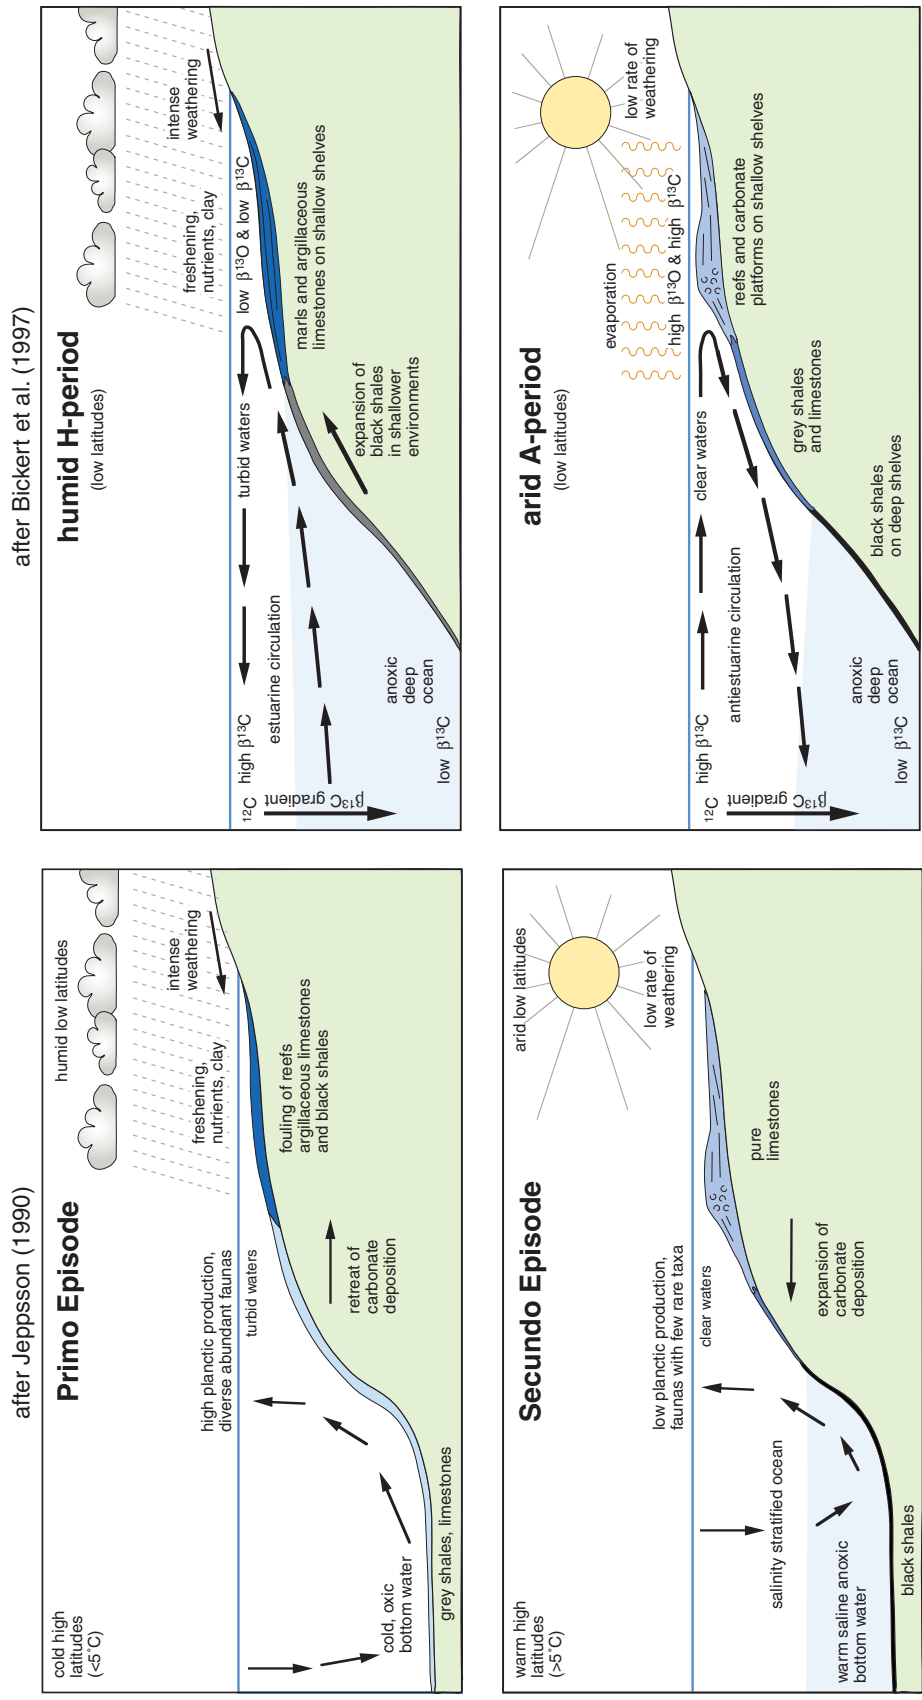 after Jeppsson (1990)
Primo Episode
cold high
latitudes
(<5˚C)
humid low latitudes
high planctic production,
diverse abundant faunas
turbid waters
freshening,
nutrients, clay
intense
weathering
fouling of reefs
argillaceous limestones
and black shales
retreat of
carbonate
deposition
cold, oxic
bottom water
grey shales, limestones
Secundo Episode
warm high
latitudes
(>5˚C)
arid low latitudes
low planctic production,
faunas with few rare taxa
clear waters
low rate of
weathering
pure
limestones
expansion of
carbonate
deposition
salinity stratified ocean
warm saline anoxic
bottom water
black shales
after Bickert et al. (1997)
humid H-period
(low latitudes)
intense
weathering
freshening,
nutrients, clay
low β¹³O & low β¹³C
¹²C
high β¹³C
turbid waters
estuarine circulation
β¹³C gradient
marls and argillaceous
limestones on shallow shelves
expansion of
black shales
in shallower
environments
anoxic
deep
ocean
low β¹³C
arid A-period
(low latitudes)
evaporation
low rate of
weathering
high β¹³O & high β¹³C
¹²C
high β¹³C
clear waters
antiestuarine circulation
β¹³C gradient
reefs and carbonate
platforms on shallow shelves
grey shales
and limestones
black shales
on deep shelves
anoxic
deep
ocean
low β¹³C